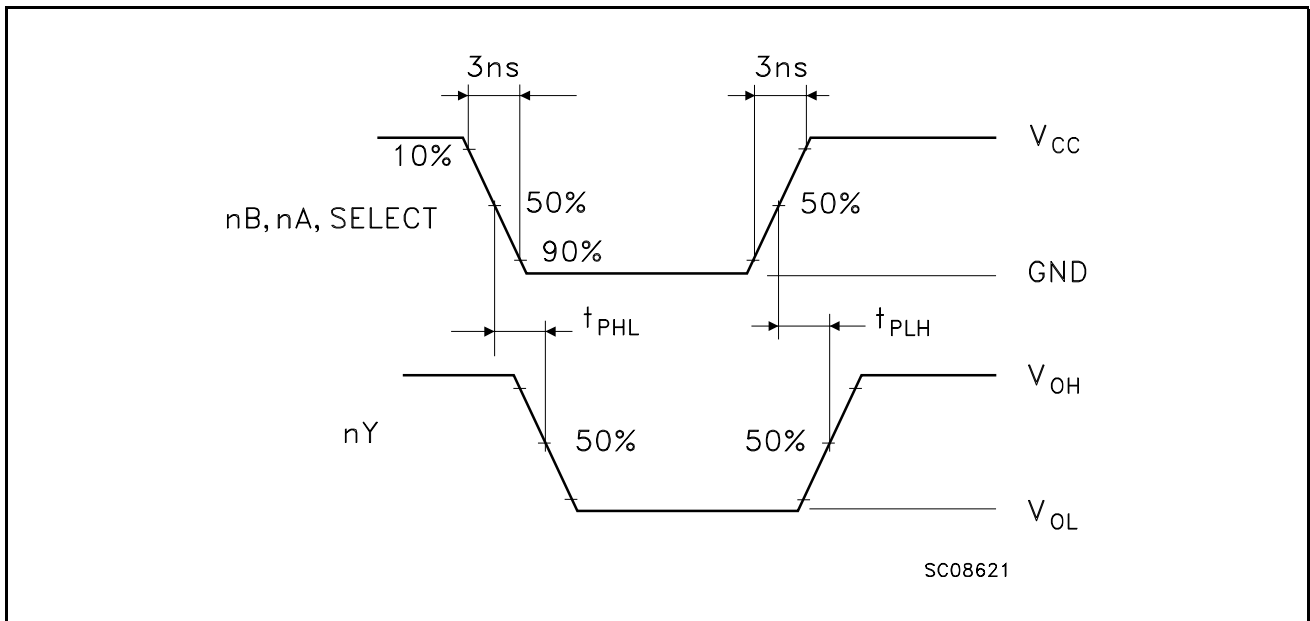 3ns 3ns
V_CC
10%
nB, nA, SELECT 50% 50%
90%
GND
t_PHL t_PLH
V_OH
nY 50% 50%
V_OL
SC08621